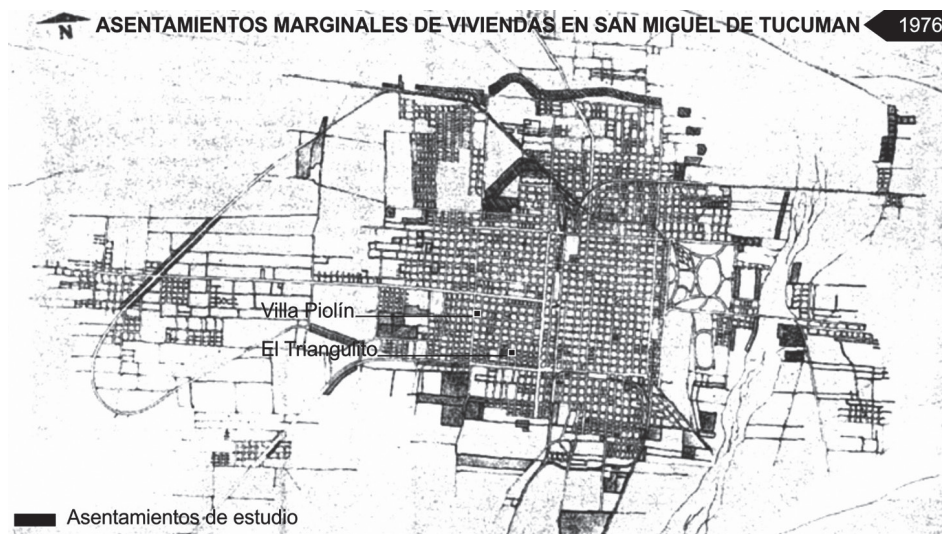 ASENTAMIENTOS MARGINALES DE VIVIENDAS EN SAN MIGUEL DE TUCUMAN 1976
N
Villa Piolín
El Triangulito
Asentamientos de estudio